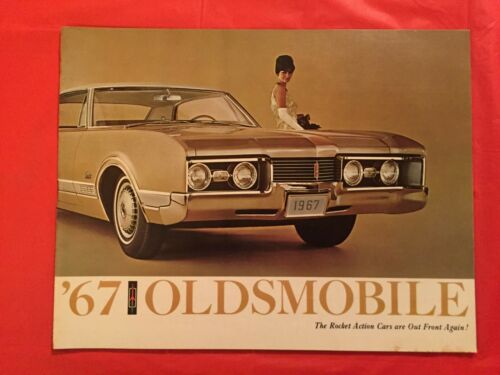 1967
'67 OLDSMOBILE
The Rocket Action Cars are Out Front Again!